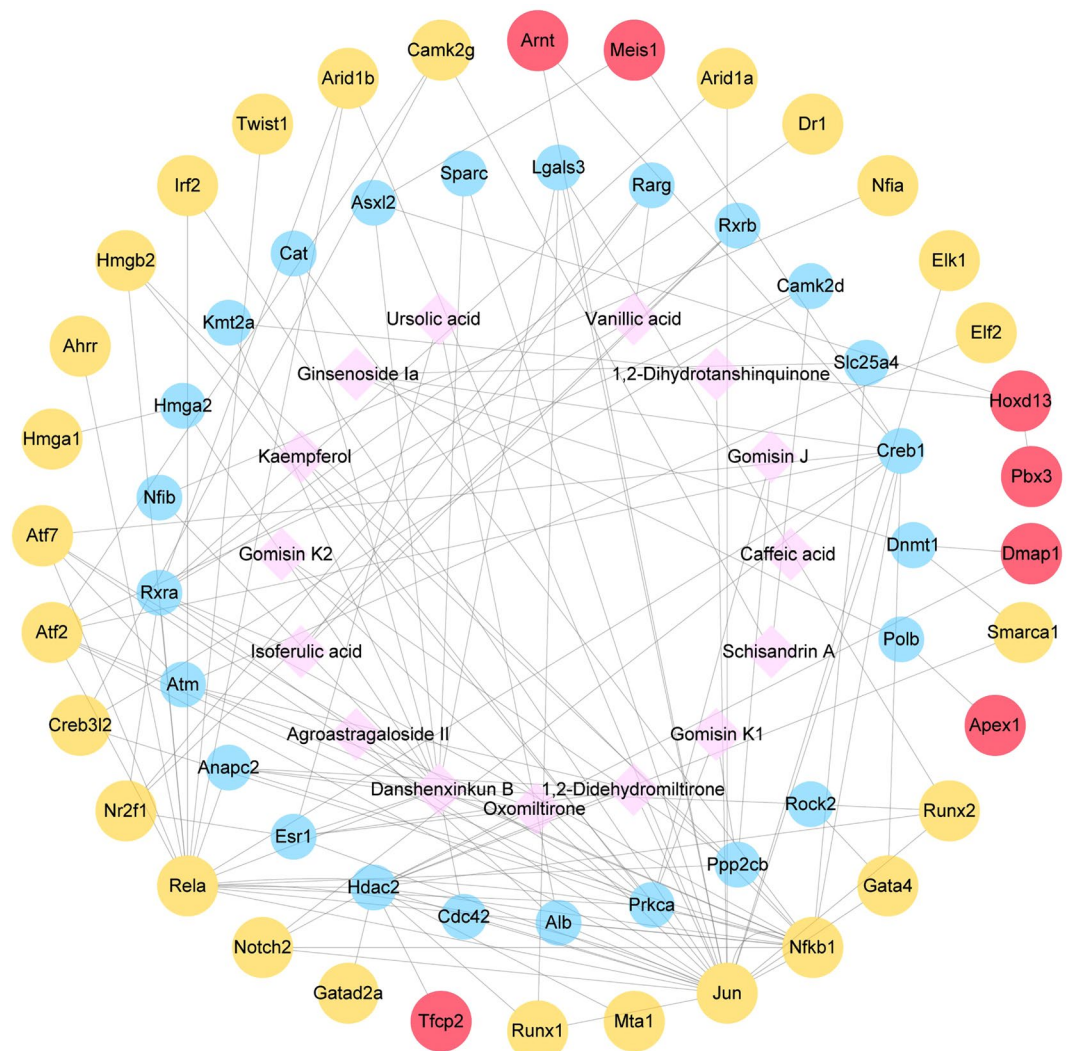 Arnt
Camk2g
Meis1
Arid1b
Arid1a
Twist1
Dr1
Lgals3
Sparc
Irf2
Rarg
Nfia
Asxl2
Rxrb
Cat
Hmgb2
Elk1
Camk2d
Ursolic acid
Vanillic acid
Kmt2a
Elf2
Ahrr
Slc25a4
Ginsenoside Ia
1,2-Dihydrotanshinquinone
Hoxd13
Hmga2
Hmga1
Creb1
Kaempferol
Gomisin J
Pbx3
Nfib
Atf7
Dnmt1
Gomisin K2
Caffeic acid
Dmap1
Rxra
Atf2
Smarca1
Polb
Isoferulic acid
Schisandrin A
Atm
Creb3l2
Apex1
Agroastragaloside II
Gomisin K1
Anapc2
Danshenxinkun B
1,2-Didehydromiltirone
Rock2
Oxomiltirone
Nr2f1
Runx2
Esr1
Ppp2cb
Rela
Hdac2
Gata4
Prkca
Cdc42
Alb
Notch2
Nfkb1
Gatad2a
Jun
Tfcp2
Mta1
Runx1